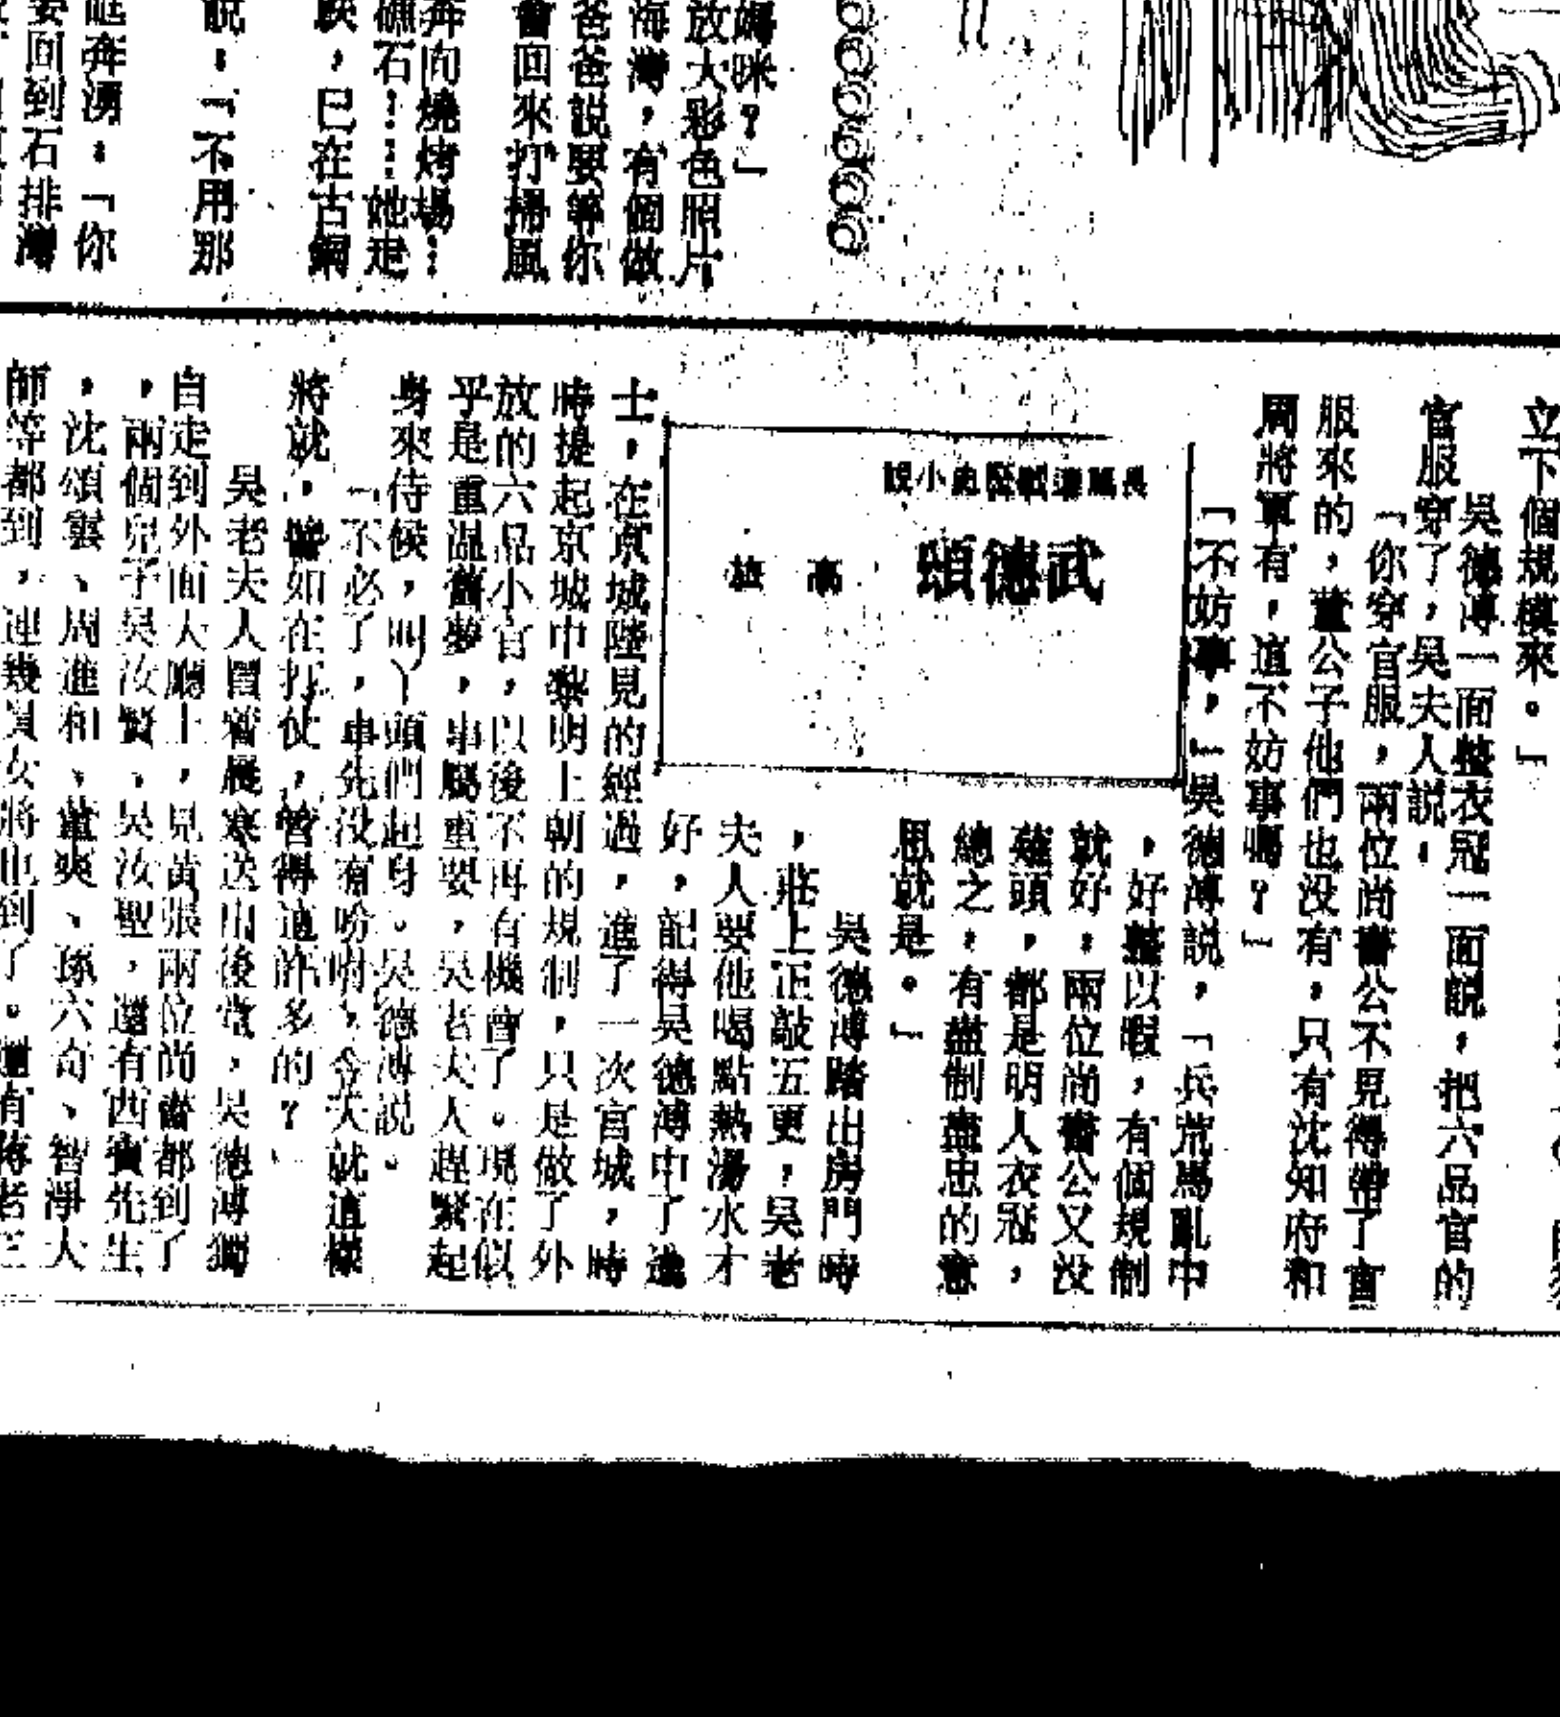 媽咪？」
放大彩色照片
海灣，有個做
爸爸說要等你
會回來打掃風
奔向燒烤場⋯
礁石！⋯⋯她走
，已在古銅
說：「不用那
奔湧：「你
要回到石排灣
立下個規模來。」
吳德溥一面整衣冠一面說，把六品官的
官服穿了，吳夫人說：
「你穿官服，兩位尚書公不見得帶了官
服來的，董公子他們也沒有，只有沈知府和
周將軍有，這不妨事嗎？」
「不妨事，」吳德溥說，「兵荒馬亂中
，好整以暇，有個規制
就好，兩位尚書公又沒
薙頭，都是明人衣冠，
總之，有盡制盡忠的意
思就是。」
吳德溥踏出房門時
，莊上正敲五更，吳老
夫人要他喝點熱湯水才
好，記得吳德溥中了進
小說
武德頌
高 旅
士，在京城陛見的經過，進了一次宮城，時
時提起京城中黎明上朝的規制，只是做了外
放的六品小官，以後不再有機會了。現在似
乎是重溫舊夢，事屬重要，吳老夫人趕緊起
身來侍候，叫丫頭們起身。吳德溥說。
「不必了，事先沒有吩咐，今天就這樣
將就，譬如在打仗，管得這許多的？」
吳老夫人冒著晨寒送出後堂，吳德溥獨
自走到外面大廳上，見黃張兩位尚書都到了
，兩個兒子吳汝賢、吳汝聖，還有西賓先生
，沈頌雲、周進和、董爽、孫六奇、智淨大
師等都到，連幾員女將也到了。還有蔣老三